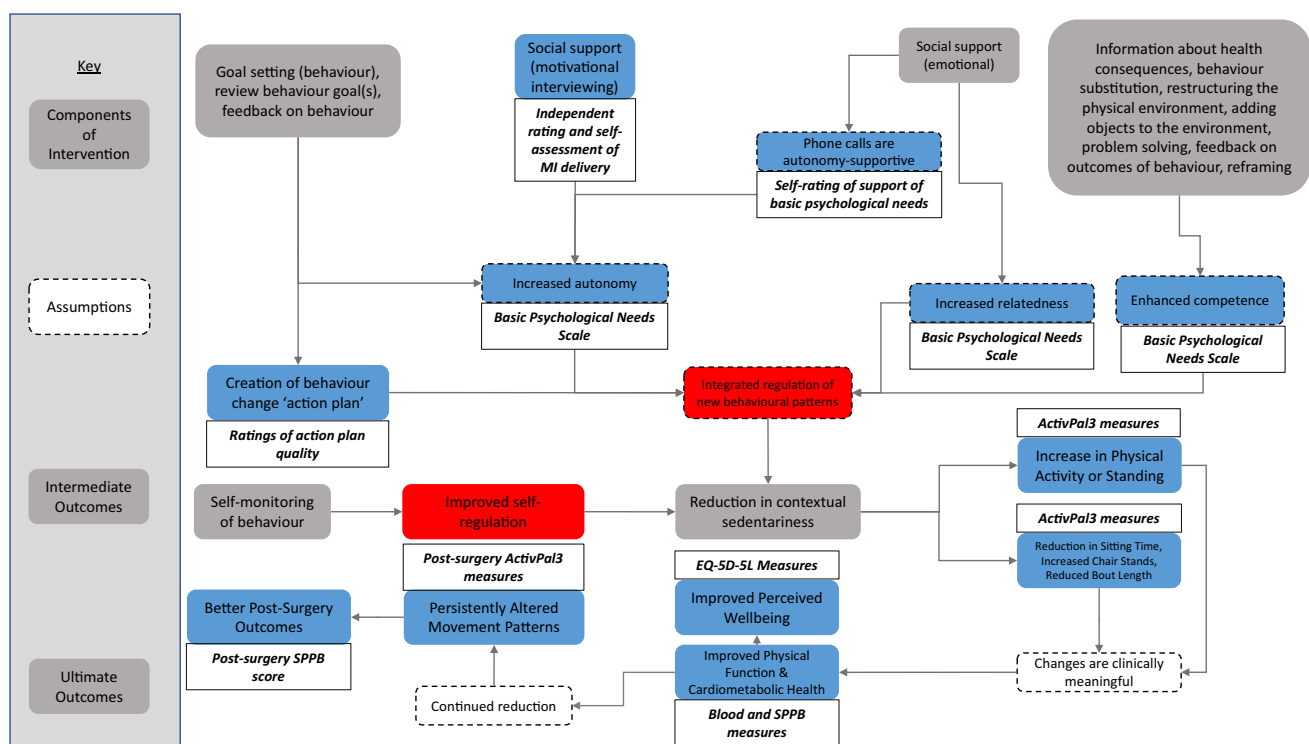 Key
Components
of
Intervention
Assumptions
Intermediate
Outcomes
Ultimate
Outcomes
Goal setting (behaviour),
review behaviour goal(s),
feedback on behaviour
Social support
(motivational
interviewing)
Independent
rating and self-
assessment of
MI delivery
Social support
(emotional)
Phone calls are
autonomy-supportive
Self-rating of support of
basic psychological needs
Information about health
consequences, behaviour
substitution, restructuring the
physical environment, adding
objects to the environment,
problem solving, feedback on
outcomes of behaviour, reframing
Increased autonomy
Basic Psychological Needs
Scale
Increased relatedness
Basic Psychological Needs
Scale
Enhanced competence
Basic Psychological
Needs Scale
Creation of behaviour
change ‘action plan’
Ratings of action plan
quality
Integrated regulation of
new behavioural patterns
ActivPal3 measures
Increase in Physical
Activity or Standing
Self-monitoring
of behaviour
Improved self-
regulation
Reduction in contextual
sedentariness
ActivPal3 measures
Reduction in Sitting Time,
Increased Chair Stands,
Reduced Bout Length
Post-surgery ActivPal3
measures
Persistently Altered
Movement Patterns
EQ-5D-5L Measures
Improved Perceived
Wellbeing
Better Post-Surgery
Outcomes
Post-surgery SPPB
score
Continued reduction
Improved Physical
Function &
Cardiometabolic Health
Blood and SPPB
measures
Changes are clinically
meaningful